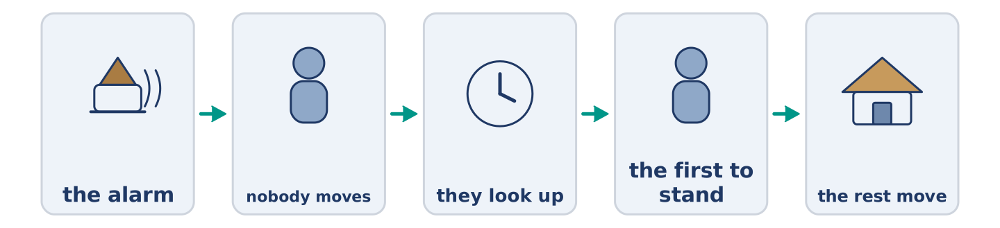 the alarm
nobody moves
they look up
the first to
stand
the rest move